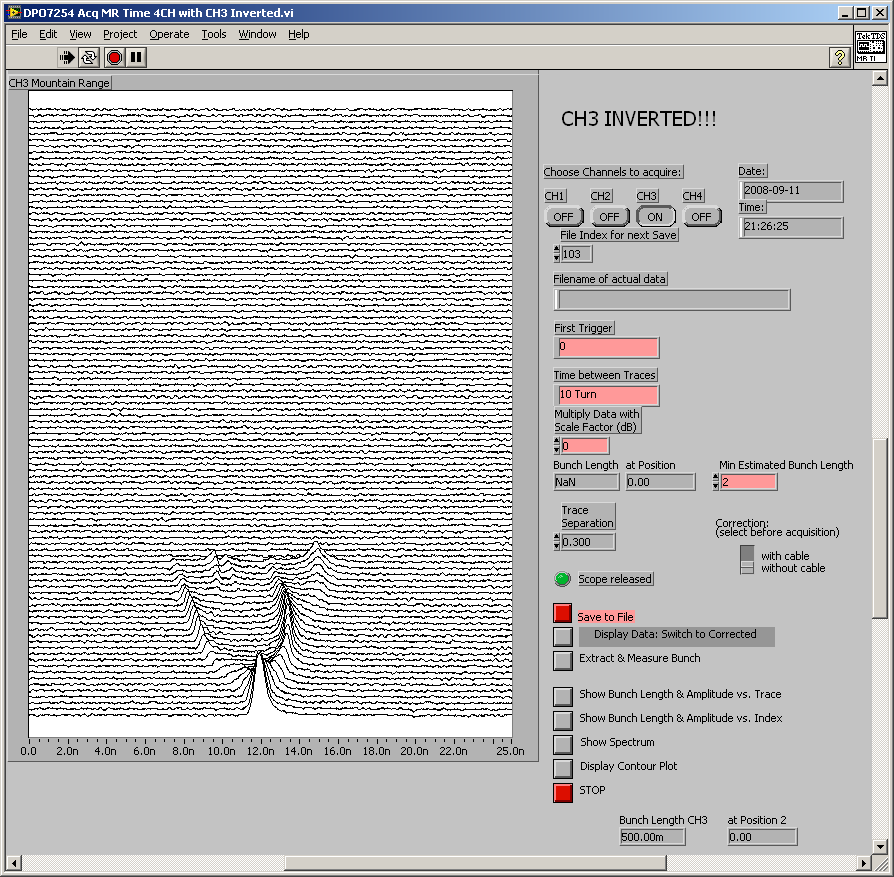 DPO7254 Acq MR Time 4CH with CH3 Inverted.vi
File Edit View Project Operate Tools Window Help
?
Tek TDS
MR TI
CH3 Mountain Range
CH3 INVERTED!!!
Choose Channels to acquire:
CH1 CH2 CH3 CH4
OFF OFF ON OFF
Date:
2008-09-11
Time:
21:26:25
File Index for next Save
103
Filename of actual data
First Trigger
0
Time between Traces
10 Turn
Multiply Data with
Scale Factor (dB)
0
Bunch Length at Position Min Estimated Bunch Length
NaN 0.00 2
Trace
Separation
0.300
Correction:
(select before acquisition)
with cable
without cable
Scope released
Save to File
Display Data: Switch to Corrected
Extract & Measure Bunch
Show Bunch Length & Amplitude vs. Trace
Show Bunch Length & Amplitude vs. Index
Show Spectrum
Display Contour Plot
STOP
0.0 2.0n 4.0n 6.0n 8.0n 10.0n 12.0n 14.0n 16.0n 18.0n 20.0n 22.0n 25.0n
Bunch Length CH3 at Position 2
500.00m 0.00